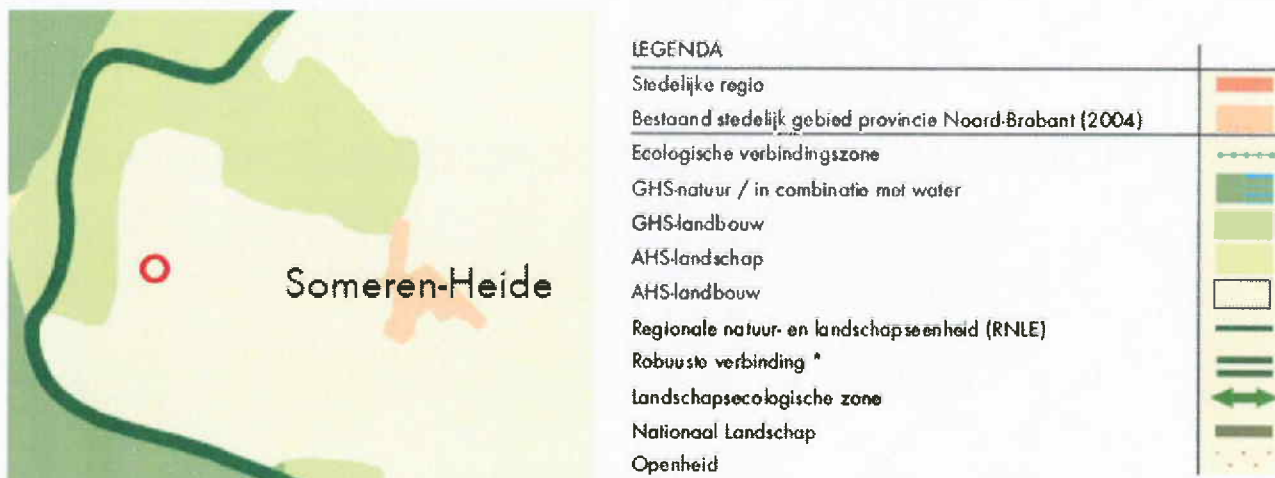 Someren-Heide
LEGENDA
Stedelijke regio
Bestaand stedelijk gebied provincie Noord-Brabant (2004)
Ecologische verbindingszone
GHS-natuur / in combinatie met water
GHS-landbouw
AHS-landschap
AHS-landbouw
Regionale natuur- en landschapseenheid (RNLE)
Robuuste verbinding *
Landschapsecologische zone
Nationaal Landschap
Openheid